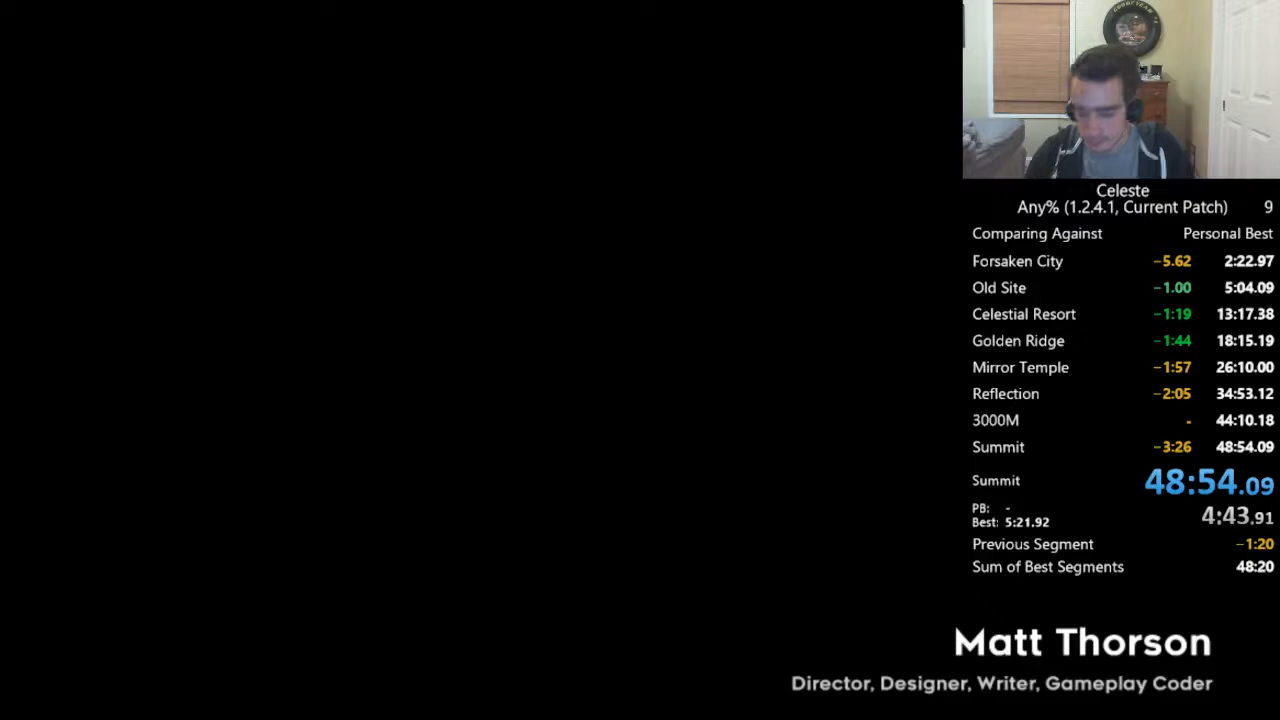 Celeste
Any% (1.2.4.1, Current Patch) 9
Comparing Against Personal Best
Forsaken City -5.62 2:22.97
Old Site -1.00 5:04.09
Celestial Resort -1:19 13:17.38
Golden Ridge -1:44 18:15.19
Mirror Temple -1:57 26:10.00
Reflection -2:05 34:53.12
3000M - 44:10.18
Summit -3:26 48:54.09
Summit 48:54.09
PB: - 4:43.91
Best: 5:21.92
Previous Segment -1:20
Sum of Best Segments 48:20
Matt Thorson
Director, Designer, Writer, Gameplay Coder